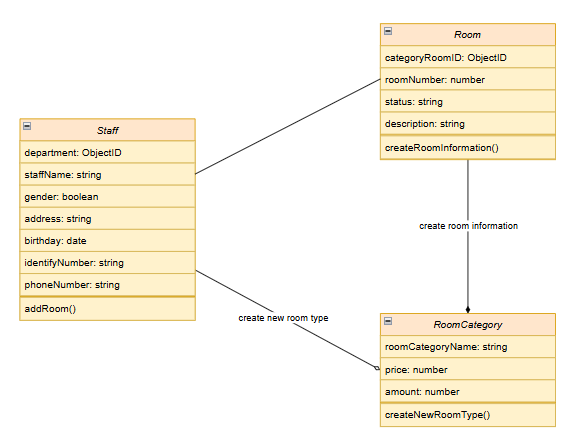 Room
categoryRoomID: ObjectID
roomNumber: number
status: string
description: string
createRoomInformation()
Staff
department: ObjectID
staffName: string
gender: boolean
address: string
birthday: date
identifyNumber: string
phoneNumber: string
addRoom()
create room information
create new room type
RoomCategory
roomCategoryName: string
price: number
amount: number
createNewRoomType()